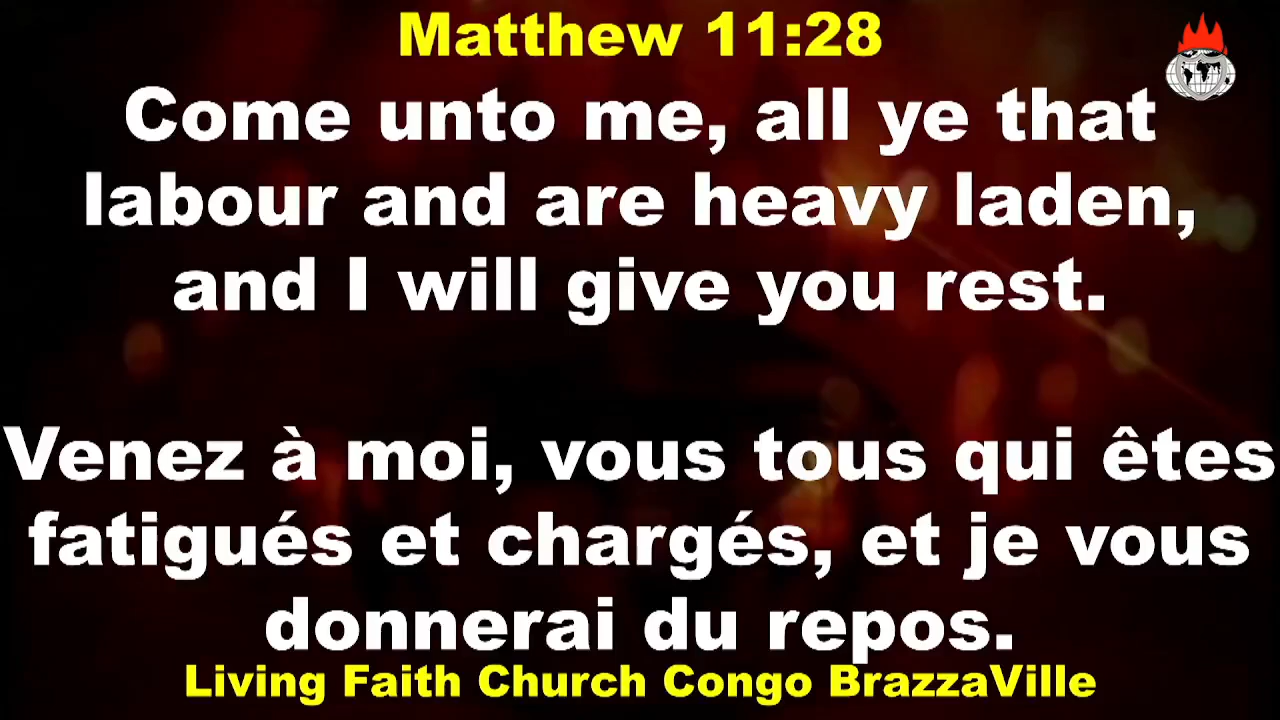 Matthew 11:28
Come unto me, all ye that
labour and are heavy laden,
and I will give you rest.
Venez à moi, vous tous qui êtes
fatigués et chargés, et je vous
donnerai du repos.
Living Faith Church Congo BrazzaVille